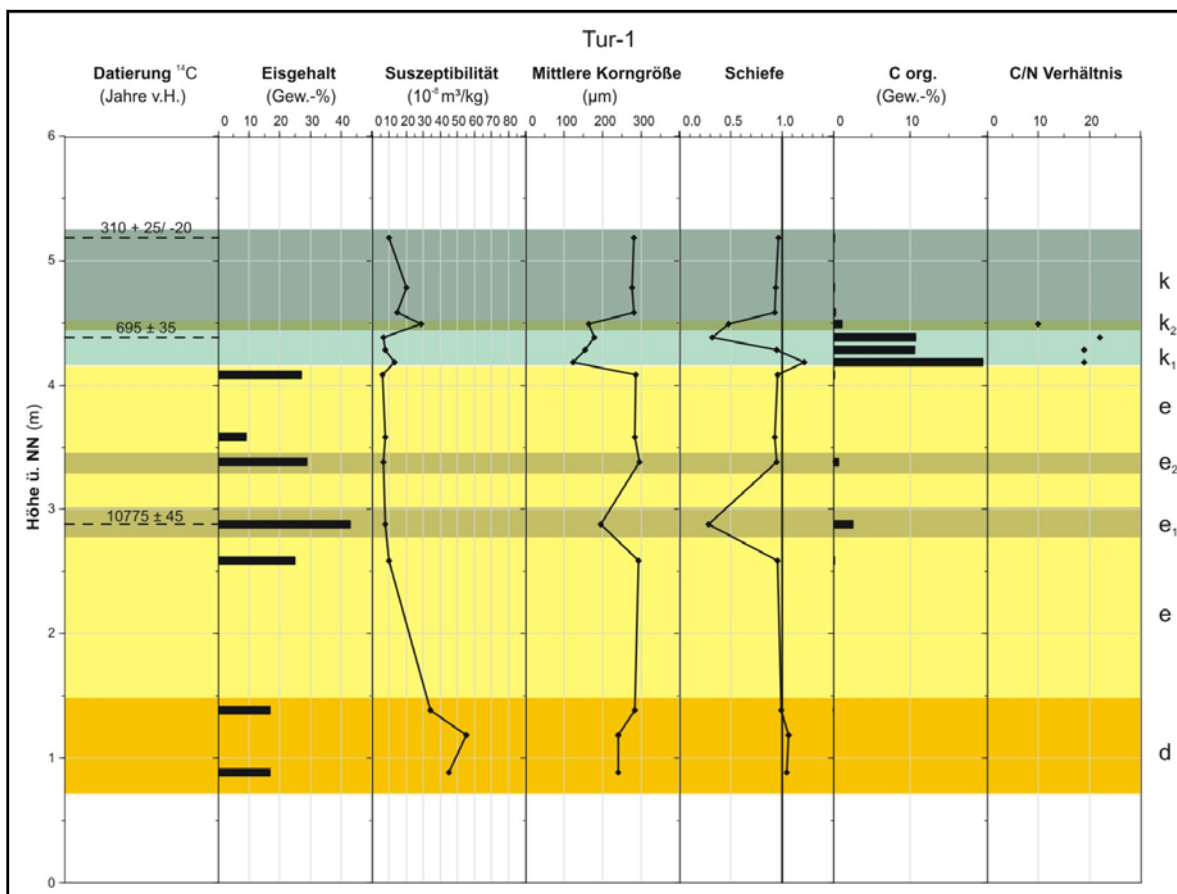 Tur-1
Datierung ¹⁴C Eisgehalt Suszeptibilität Mittlere Korngröße Schiefe C org. C/N Verhältnis
(Jahre v.H.) (Gew.-%) (10⁻⁸ m³/kg) (µm) (Gew.-%)
0 10 20 30 40 0 10 20 30 40 50 60 70 80 0 100 200 300 0.0 0.5 1.0 0 10 0 10 20
6
310 + 25/ -20
5
k
k₂
695 ± 35
k₁
4
e
e₂
3
10775 ± 45
e₁
Höhe ü. NN (m)
2
e
1
d
0